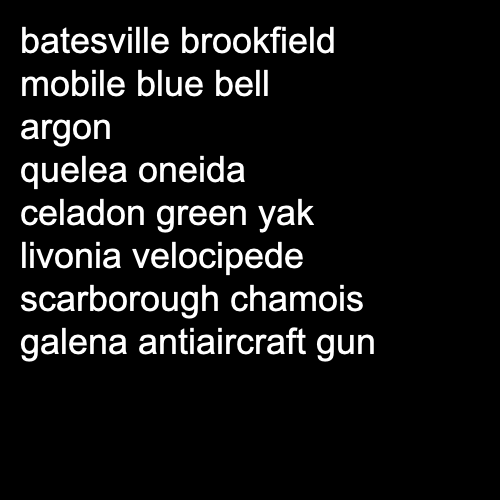 batesville brookfield
mobile blue bell
argon
quelea oneida
celadon green yak
livonia velocipede
scarborough chamois
galena antiaircraft gun